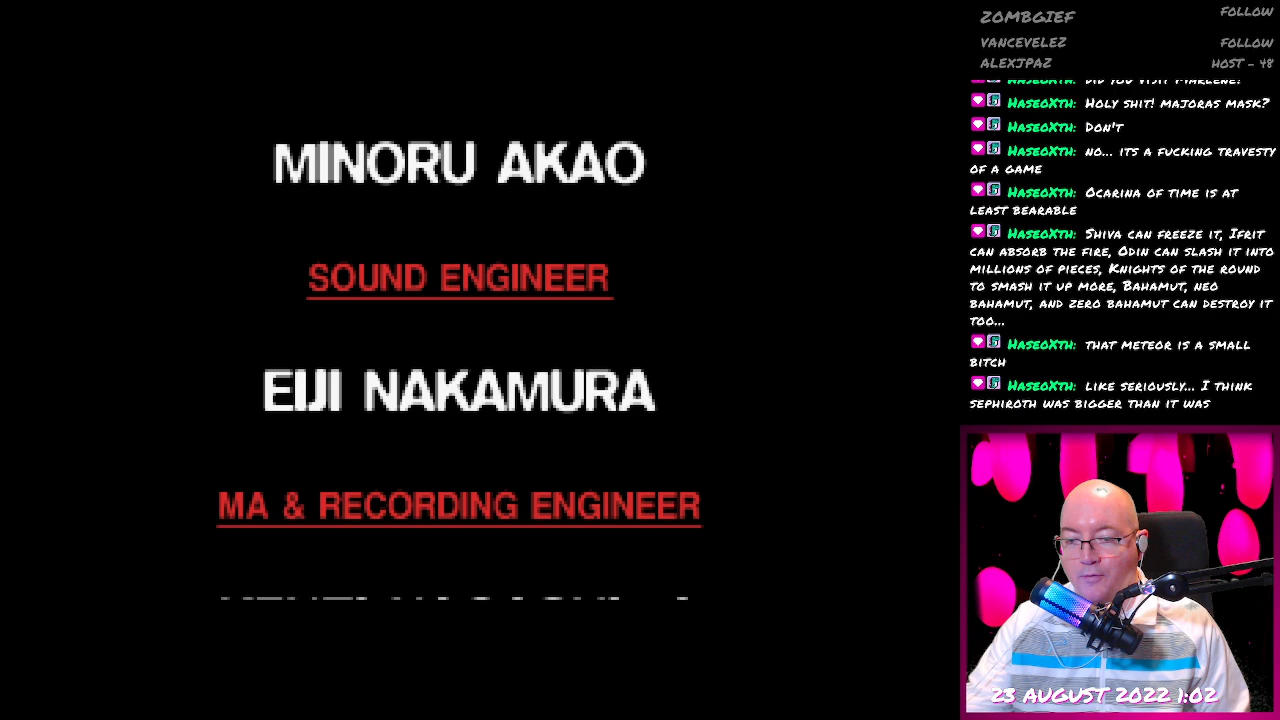 MINORU AKAO
SOUND ENGINEER
EIJI NAKAMURA
MA & RECORDING ENGINEER
ZOMBGIEF FOLLOW
VANCEVELEZ FOLLOW
ALEXJPAZ HOST - 48
HaseoXth: Did you visit Marlene?
HaseoXth: Holy shit! majoras mask?
HaseoXth: Don't
HaseoXth: no... its a fucking travesty
of a game
HaseoXth: Ocarina of time is at
least bearable
HaseoXth: Shiva can freeze it, Ifrit
can absorb the fire, Odin can slash it into
millions of pieces, Knights of the round
to smash it up more, Bahamut, neo
bahamut, and zero bahamut can destroy it
too...
HaseoXth: that meteor is a small
bitch
HaseoXth: like seriously... I think
sephiroth was bigger than it was
23 AUGUST 2022 1:02